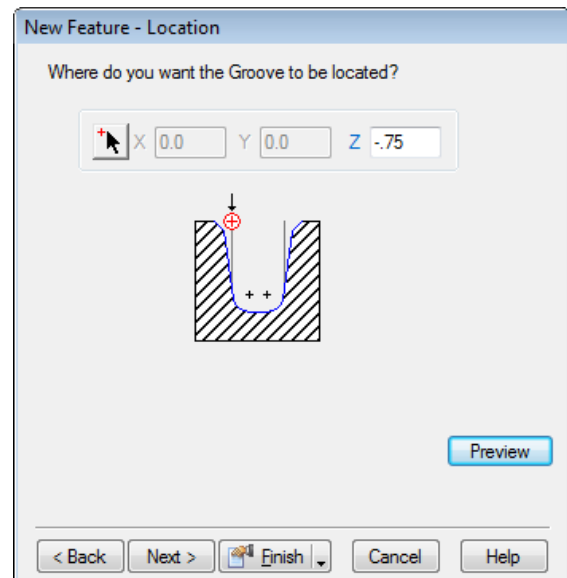 New Feature - Location
Where do you want the Groove to be located?
X 0.0 Y 0.0 Z -.75
Preview
< Back Next > Finish Cancel Help